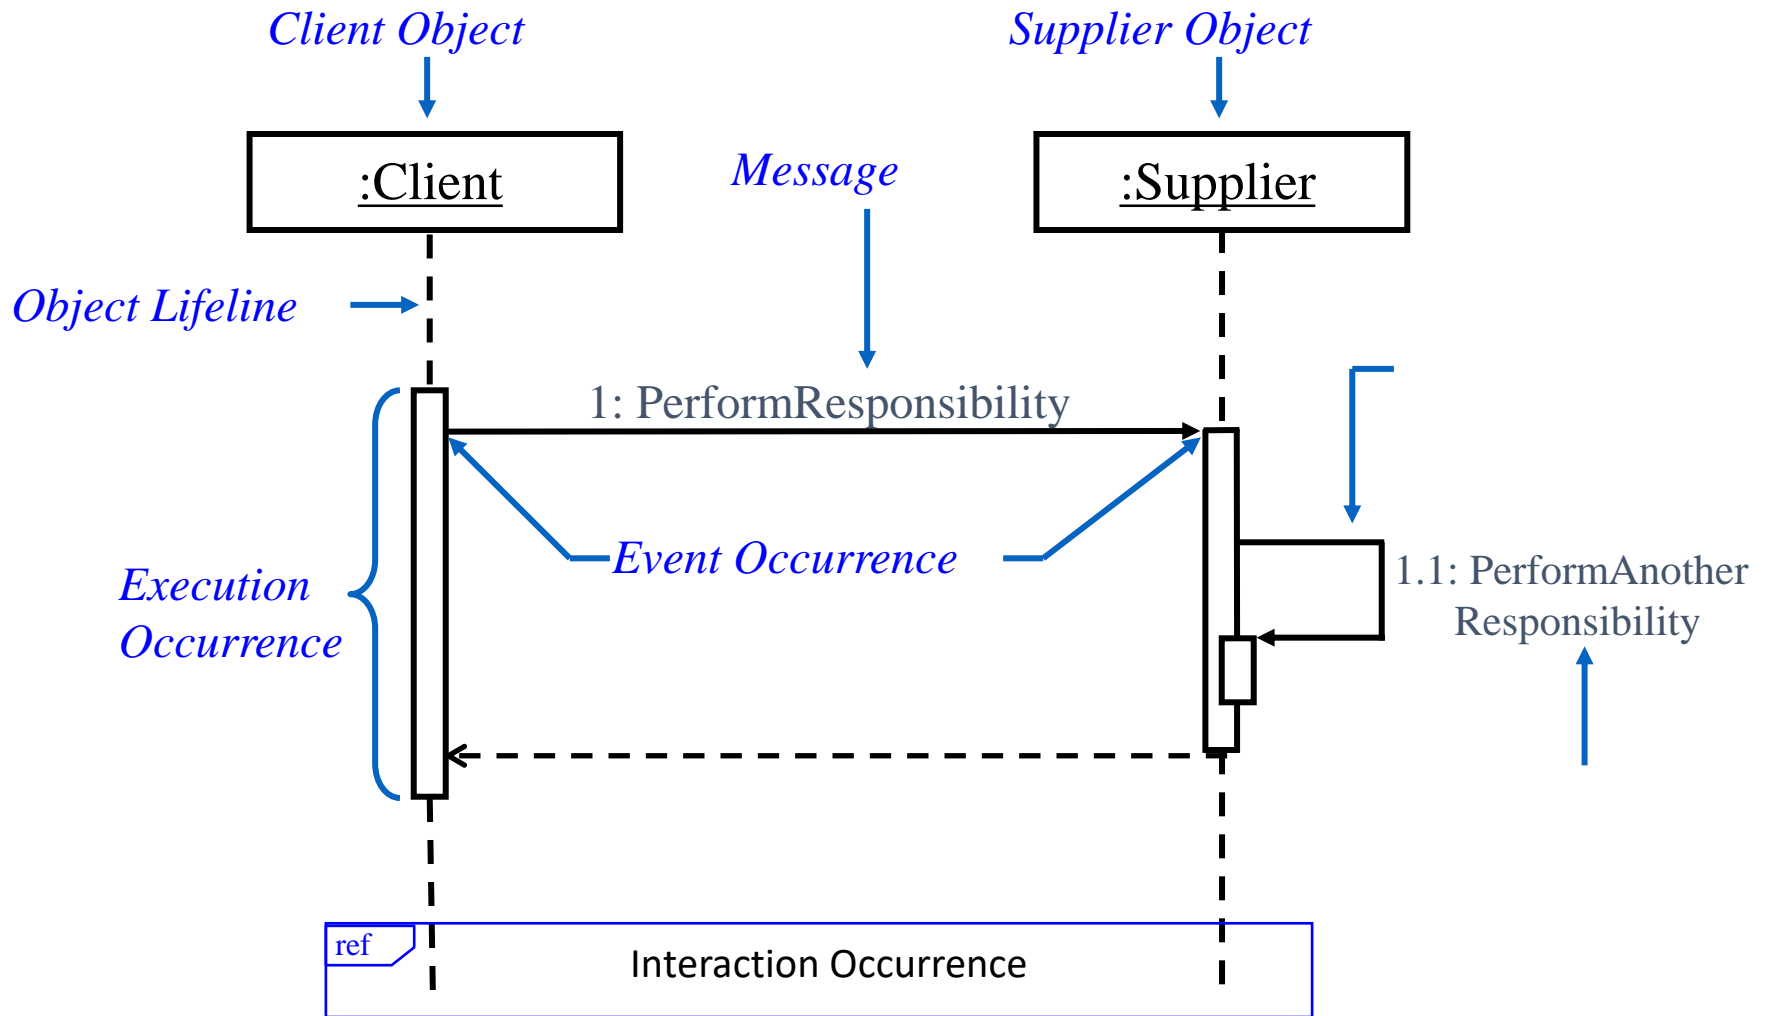 Client Object
Supplier Object
:Client
Message
:Supplier
Object Lifeline
1: PerformResponsibility
Event Occurrence
1.1: PerformAnother
Responsibility
Execution
Occurrence
ref
Interaction Occurrence